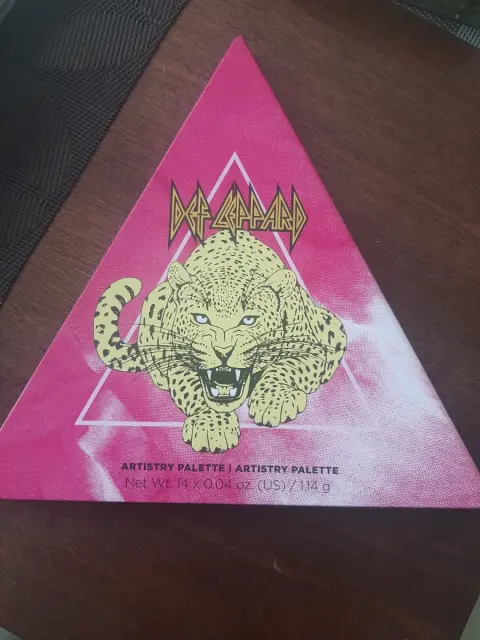 DEF LEPPARD
ARTISTRY PALETTE | ARTISTRY PALETTE
Net Wt. 14 x 0.04 oz. (US) / 1.14 g